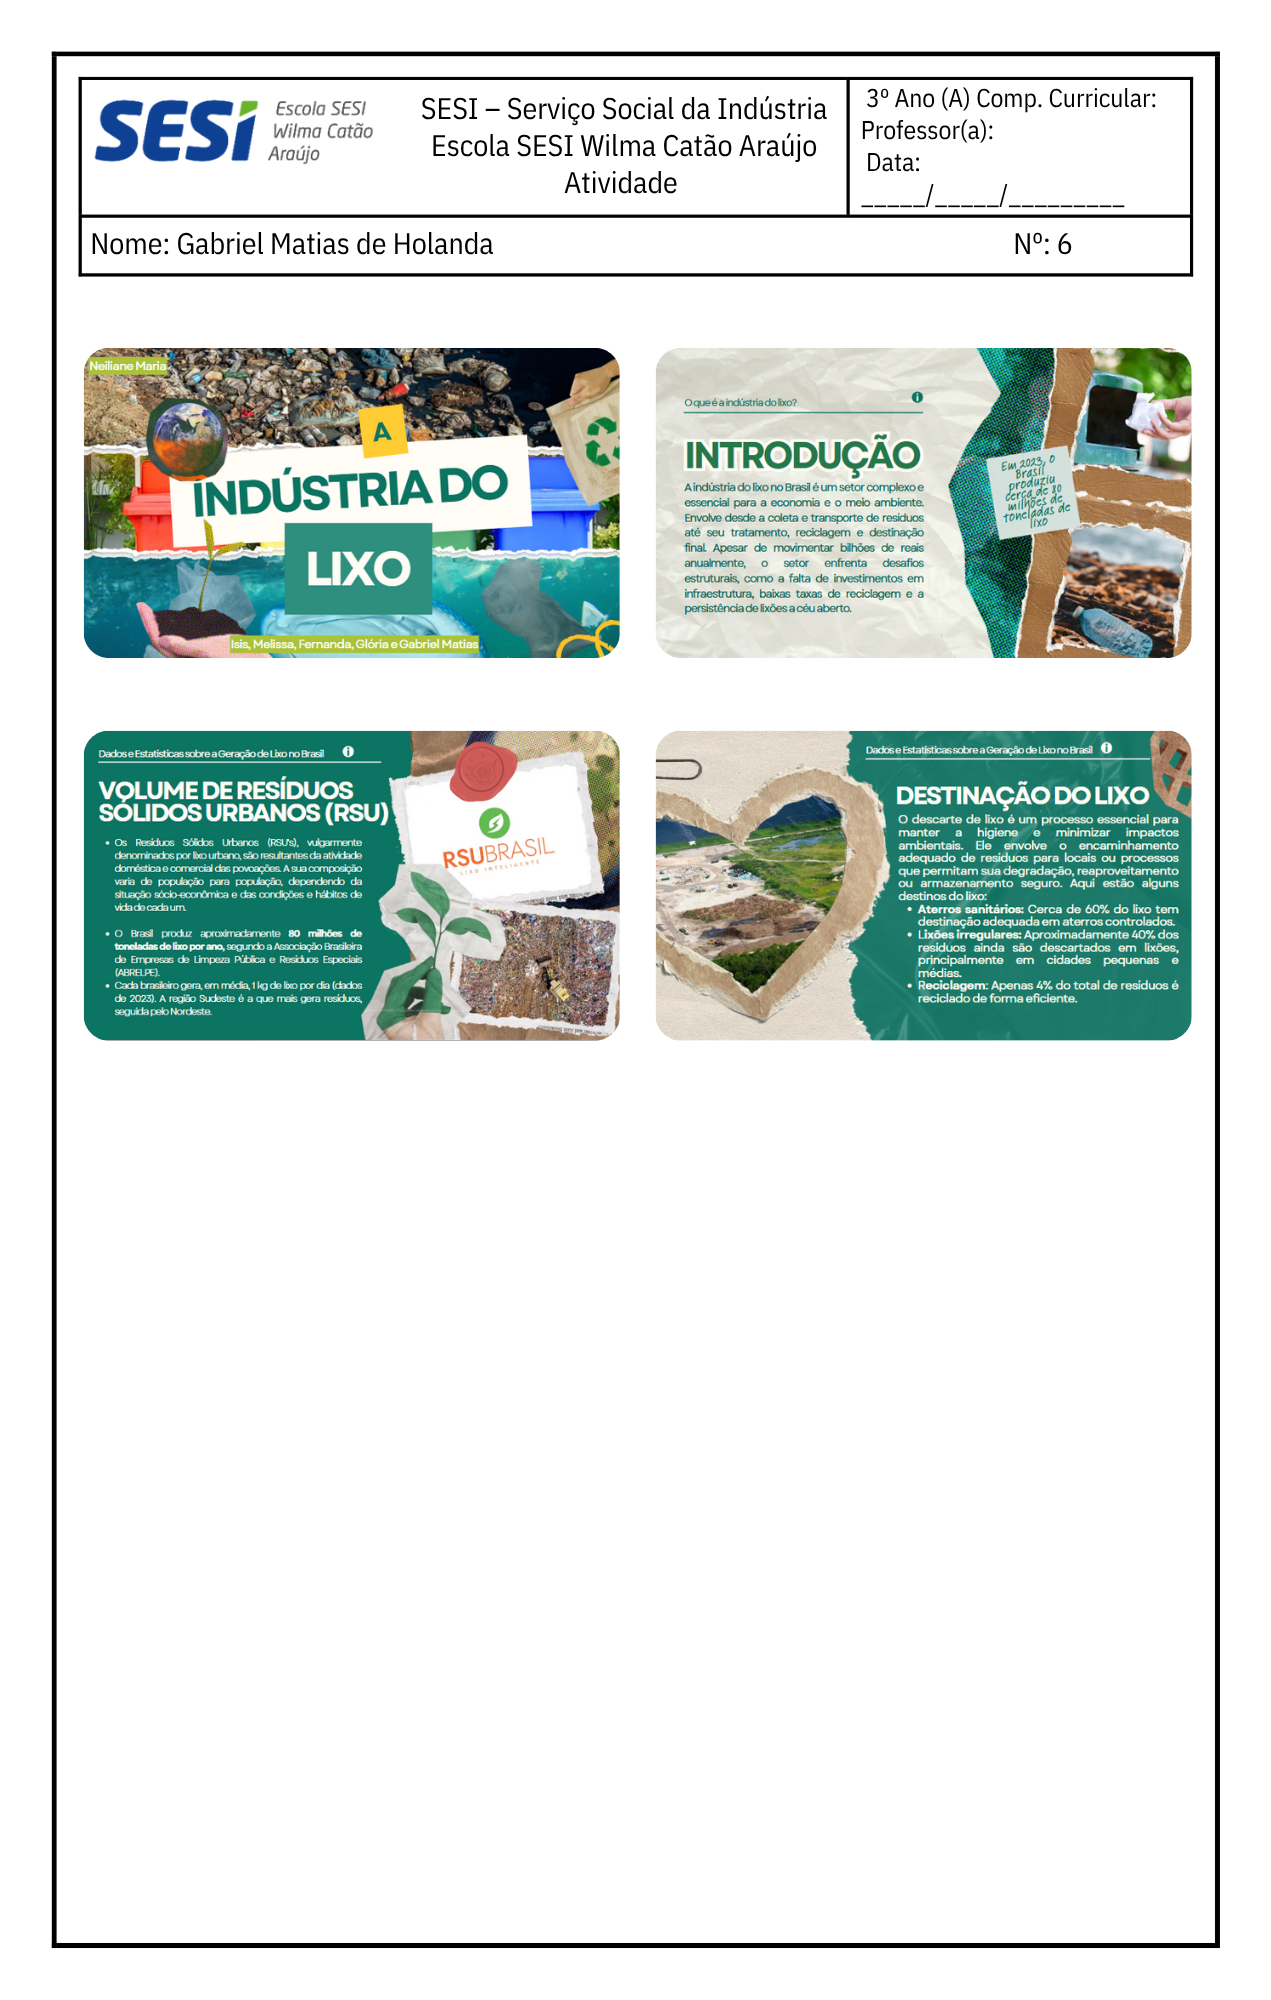 SESI
Escola SESI
Wilma Catão
Araújo
SESI – Serviço Social da Indústria
Escola SESI Wilma Catão Araújo
Atividade
3º Ano (A) Comp. Curricular:
Professor(a):
Data:
_____/_____/_________
Nome: Gabriel Matias de Holanda Nº: 6
Neiliane Maria
A
INDÚSTRIA DO
LIXO
Isis, Melissa, Fernanda, Glória e Gabriel Matias
O que é a indústria do lixo?
INTRODUÇÃO
A indústria do lixo no Brasil é um setor complexo e
essencial para a economia e o meio ambiente.
Envolve desde a coleta e transporte de resíduos
até seu tratamento, reciclagem e destinação
final. Apesar de movimentar bilhões de reais
anualmente, o setor enfrenta desafios
estruturais, como a falta de investimentos em
infraestrutura, baixas taxas de reciclagem e a
persistência de lixões a céu aberto.
Em 2023, o
Brasil
produziu
cerca de 80
milhões de
toneladas de
lixo
Dados e Estatísticas sobre a Geração de Lixo no Brasil
VOLUME DE RESÍDUOS
SÓLIDOS URBANOS (RSU)
• Os Resíduos Sólidos Urbanos (RSU's), vulgarmente
denominados por lixo urbano, são resultantes da atividade
doméstica e comercial das povoações. A sua composição
varia de população para população, dependendo da
situação sócio-econômica e das condições e hábitos de
vida de cada um.
• O Brasil produz aproximadamente 80 milhões de
toneladas de lixo por ano, segundo a Associação Brasileira
de Empresas de Limpeza Pública e Resíduos Especiais
(ABRELPE).
• Cada brasileiro gera, em média, 1 kg de lixo por dia (dados
de 2023). A região Sudeste é a que mais gera resíduos,
seguida pelo Nordeste.
RSUBRASIL
LIXO INTELIGENTE
Dados e Estatísticas sobre a Geração de Lixo no Brasil
DESTINAÇÃO DO LIXO
O descarte de lixo é um processo essencial para
manter a higiene e minimizar impactos
ambientais. Ele envolve o encaminhamento
adequado de resíduos para locais ou processos
que permitam sua degradação, reaproveitamento
ou armazenamento seguro. Aqui estão alguns
destinos do lixo:
• Aterros sanitários: Cerca de 60% do lixo tem
destinação adequada em aterros controlados.
• Lixões irregulares: Aproximadamente 40% dos
resíduos ainda são descartados em lixões,
principalmente em cidades pequenas e
médias.
• Reciclagem: Apenas 4% do total de resíduos é
reciclado de forma eficiente.